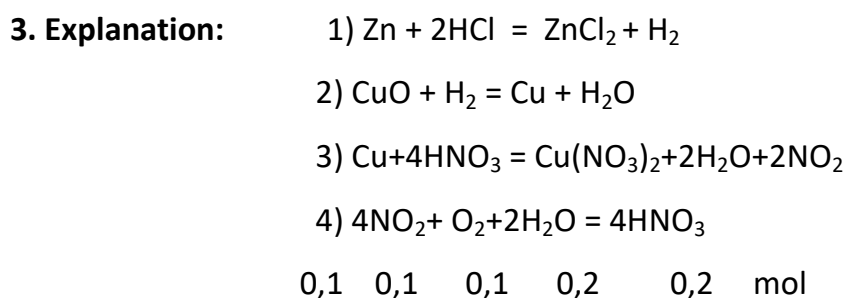 3. Explanation: 1) Zn + 2HCl = ZnCl₂ + H₂
2) CuO + H₂ = Cu + H₂O
3) Cu+4HNO₃ = Cu(NO₃)₂+2H₂O+2NO₂
4) 4NO₂+ O₂+2H₂O = 4HNO₃
0,1 0,1 0,1 0,2 0,2 mol